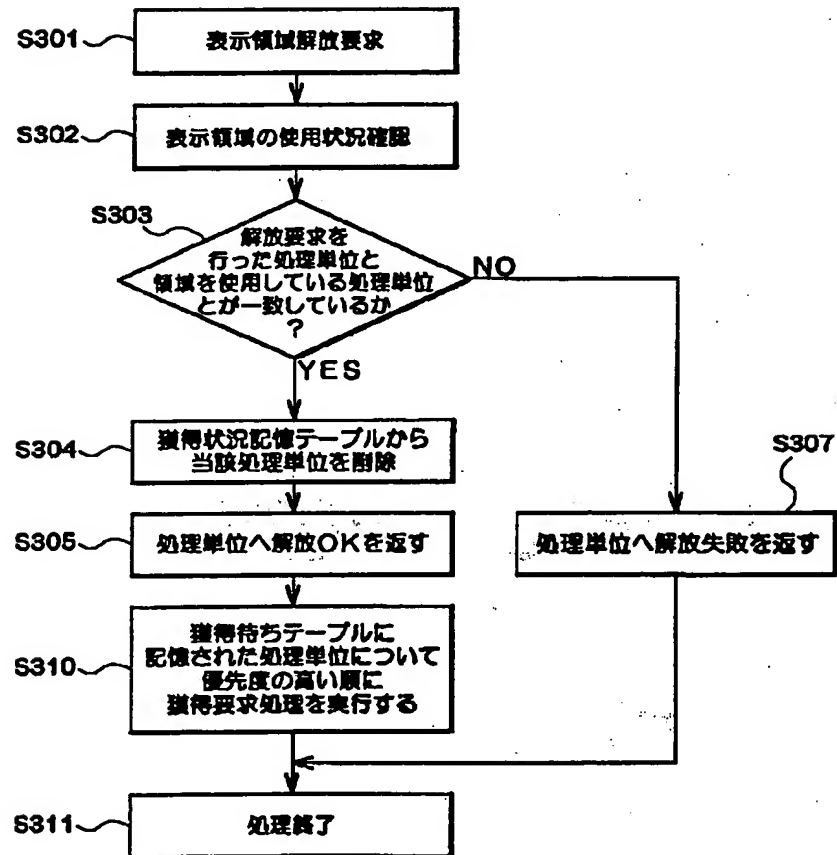 S301
表示領域解放要求
S302
表示領域の使用状況確認
S303
解放要求を
行った処理単位と
領域を使用している処理単位
とが一致しているか
?
NO
YES
S304
獲得状況記憶テーブルから
当該処理単位を削除
S307
S305
処理単位へ解放OKを返す
処理単位へ解放失敗を返す
S310
獲得待ちテーブルに
記憶された処理単位について
優先度の高い順に
獲得要求処理を実行する
S311
処理終了